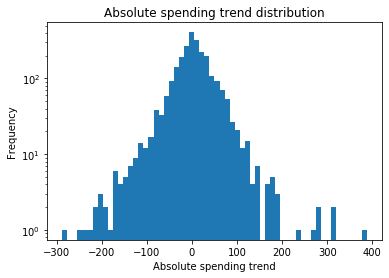 Absolute spending trend distribution
Frequency
10²
10¹
10⁰
−300 −200 −100 0 100 200 300 400
Absolute spending trend